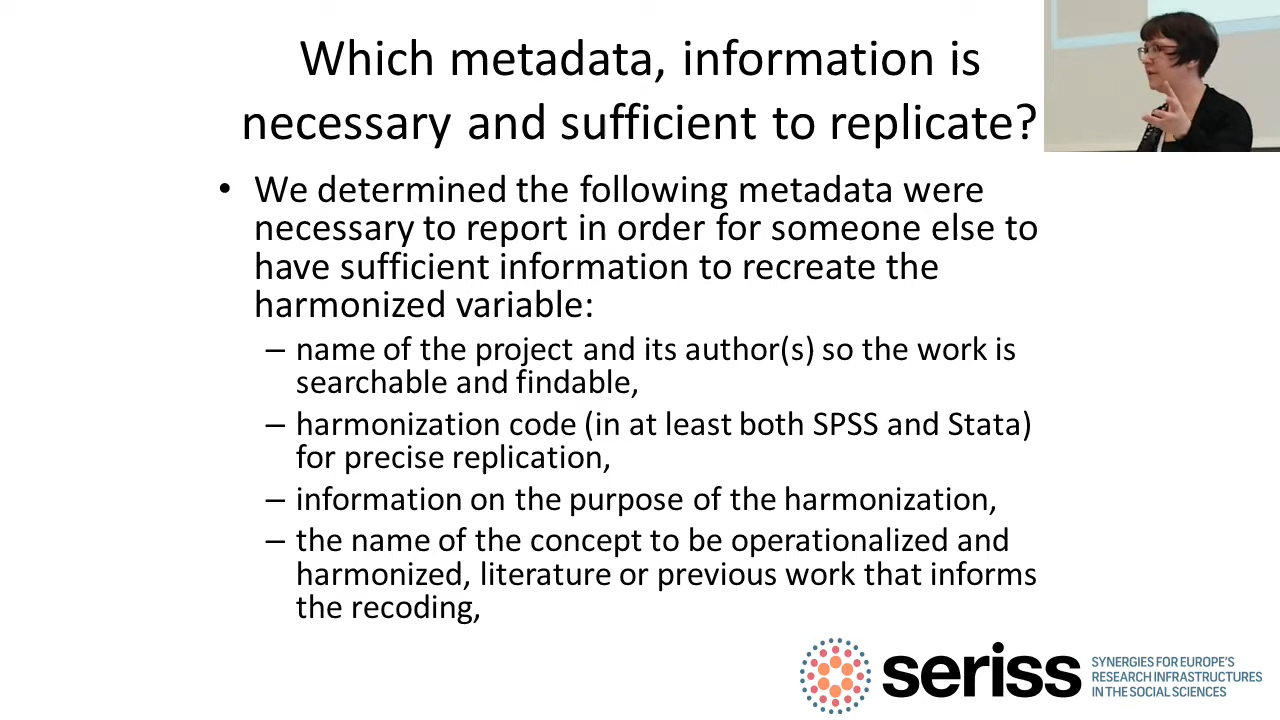 Which metadata, information is
necessary and sufficient to replicate?
• We determined the following metadata were
necessary to report in order for someone else to
have sufficient information to recreate the
harmonized variable:
– name of the project and its author(s) so the work is
searchable and findable,
– harmonization code (in at least both SPSS and Stata)
for precise replication,
– information on the purpose of the harmonization,
– the name of the concept to be operationalized and
harmonized, literature or previous work that informs
the recoding,
seriss
SYNERGIES FOR EUROPE'S
RESEARCH INFRASTRUCTURES
IN THE SOCIAL SCIENCES